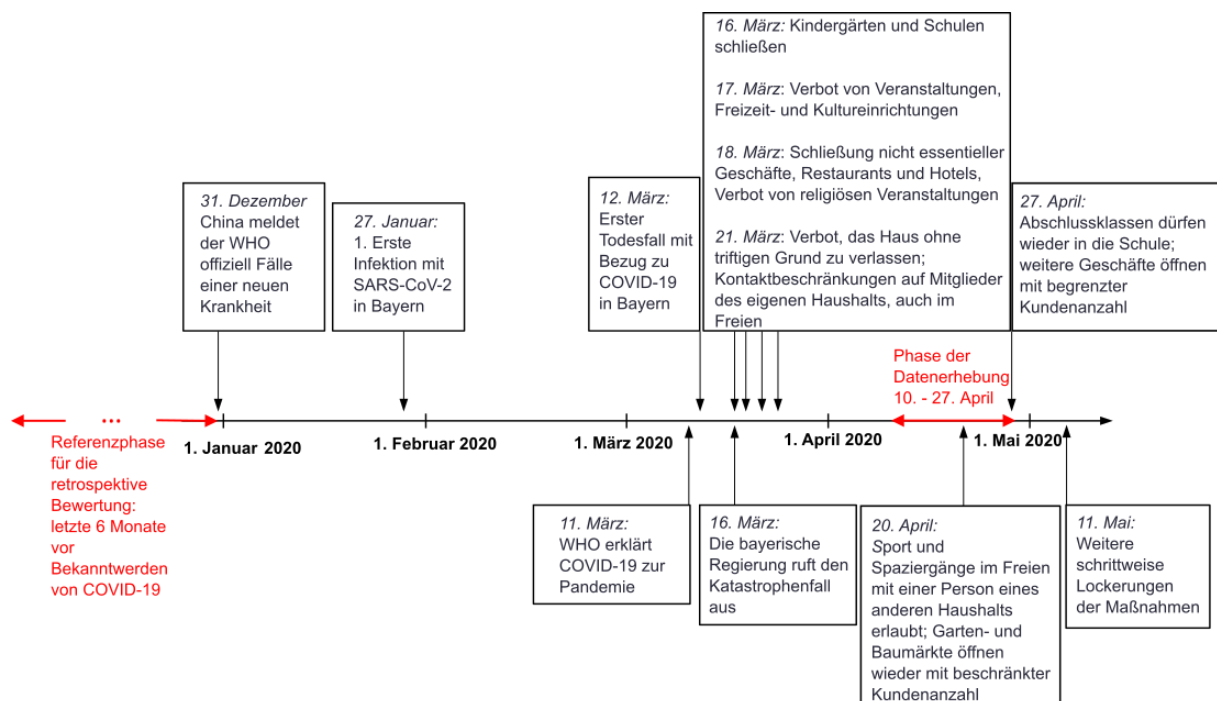 16. März: Kindergärten und Schulen
schließen
17. März: Verbot von Veranstaltungen,
Freizeit- und Kultureinrichtungen
18. März: Schließung nicht essentieller
Geschäfte, Restaurants und Hotels,
Verbot von religiösen Veranstaltungen
21. März: Verbot, das Haus ohne
triftigen Grund zu verlassen;
Kontaktbeschränkungen auf Mitglieder
des eigenen Haushalts, auch im
Freien
31. Dezember
China meldet
der WHO
offiziell Fälle
einer neuen
Krankheit
27. Januar:
1. Erste
Infektion mit
SARS-CoV-2
in Bayern
12. März:
Erster
Todesfall mit
Bezug zu
COVID-19
in Bayern
27. April:
Abschlussklassen dürfen
wieder in die Schule;
weitere Geschäfte öffnen
mit begrenzter
Kundenanzahl
Phase der
Datenerhebung
10. - 27. April
...
1. Januar 2020
1. Februar 2020
1. März 2020
1. April 2020
1. Mai 2020
Referenzphase
für die
retrospektive
Bewertung:
letzte 6 Monate
vor
Bekanntwerden
von COVID-19
11. März:
WHO erklärt
COVID-19 zur
Pandemie
16. März:
Die bayerische
Regierung ruft den
Katastrophenfall
aus
20. April:
Sport und
Spaziergänge im Freien
mit einer Person eines
anderen Haushalts
erlaubt; Garten- und
Baumärkte öffnen
wieder mit beschränkter
Kundenanzahl
11. Mai:
Weitere
schrittweise
Lockerungen
der Maßnahmen